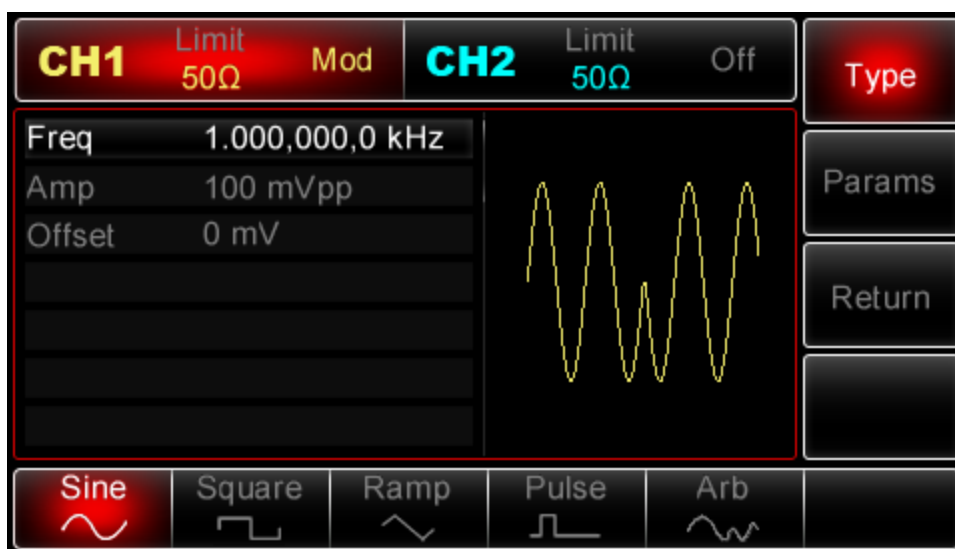 CH1 Limit 50Ω Mod CH2 Limit 50Ω Off
Type
Freq 1.000,000,0 kHz
Amp 100 mVpp
Offset 0 mV
Params
Return
Sine Square Ramp Pulse Arb